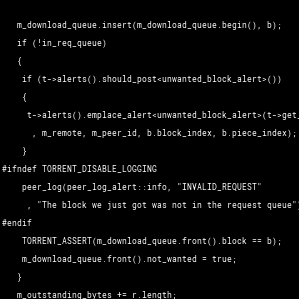 m_download_queue.insert(m_download_queue.begin(), b);
if (!in_req_queue)
{
if (t->alerts().should_post<unwanted_block_alert>())
{
t->alerts().emplace_alert<unwanted_block_alert>(t->get_
, m_remote, m_peer_id, b.block_index, b.piece_index);
}
#ifndef TORRENT_DISABLE_LOGGING
peer_log(peer_log_alert::info, "INVALID_REQUEST"
, "The block we just got was not in the request queue"
#endif
TORRENT_ASSERT(m_download_queue.front().block == b);
m_download_queue.front().not_wanted = true;
}
m_outstanding_bytes += r.length;